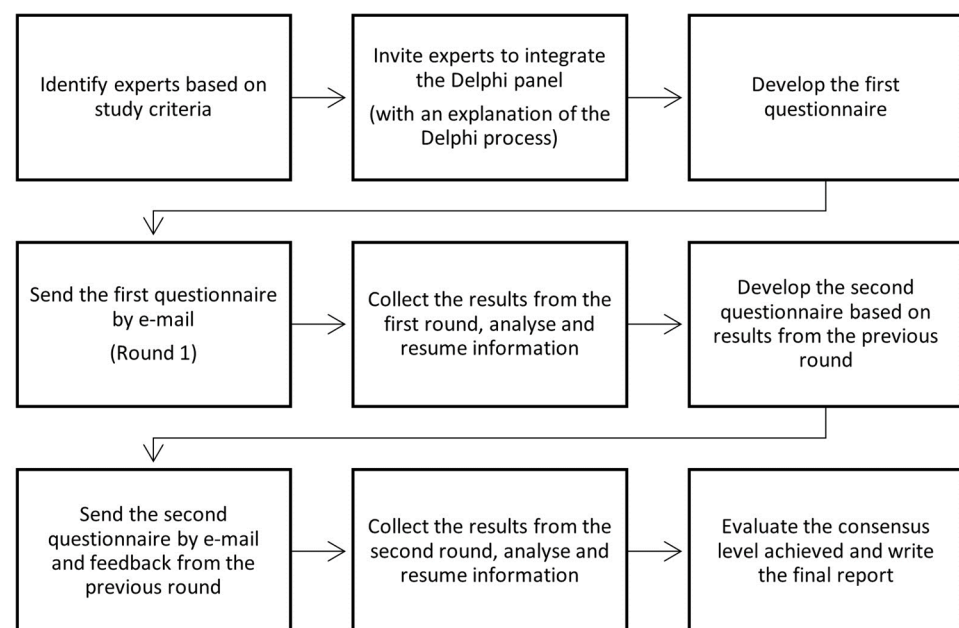 Identify experts based on
study criteria
Invite experts to integrate
the Delphi panel
(with an explanation of the
Delphi process)
Develop the first
questionnaire
Send the first questionnaire
by e-mail
(Round 1)
Collect the results from the
first round, analyse and
resume information
Develop the second
questionnaire based on
results from the previous
round
Send the second
questionnaire by e-mail
and feedback from the
previous round
Collect the results from the
second round, analyse and
resume information
Evaluate the consensus
level achieved and write
the final report